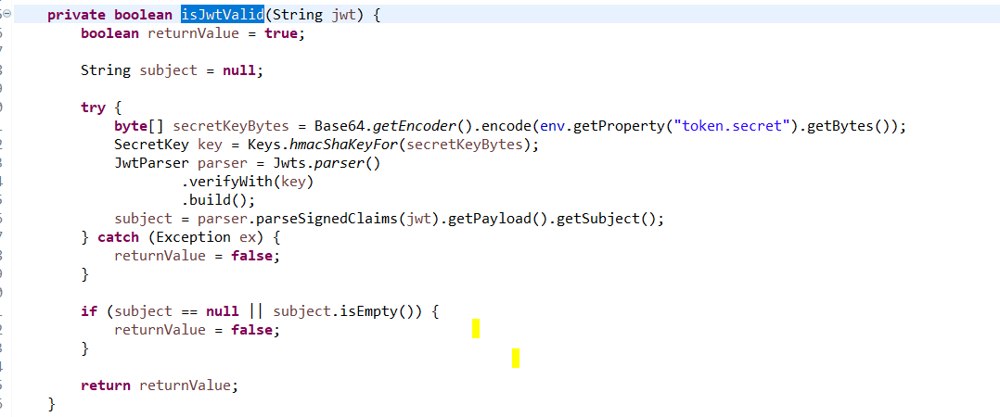 private boolean isJwtValid(String jwt) {
boolean returnValue = true;
String subject = null;
try {
byte[] secretKeyBytes = Base64.getEncoder().encode(env.getProperty("token.secret").getBytes());
SecretKey key = Keys.hmacShaKeyFor(secretKeyBytes);
JwtParser parser = Jwts.parser()
.verifyWith(key)
.build();
subject = parser.parseSignedClaims(jwt).getPayload().getSubject();
} catch (Exception ex) {
returnValue = false;
}
if (subject == null || subject.isEmpty()) {
returnValue = false;
}
return returnValue;
}